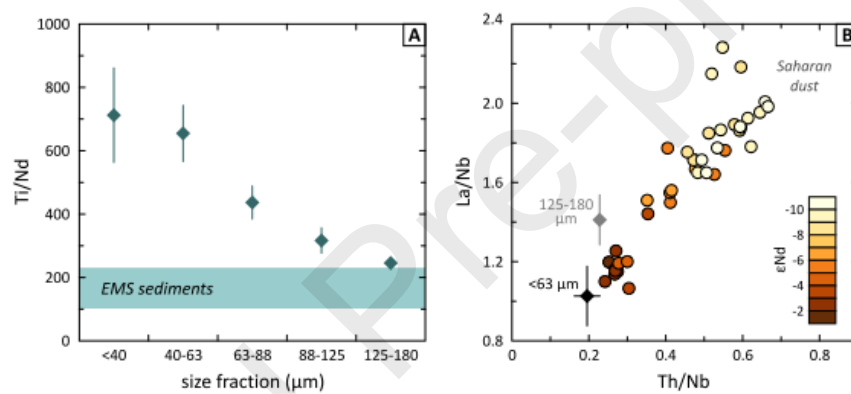 1000
800
600
400
200
0
Ti/Nd
A
EMS sediments
<40
40-63
63-88
88-125
125-180
size fraction (µm)
2.4
2.0
1.6
1.2
0.8
La/Nb
B
Saharan
dust
125-180
µm
<63 µm
-10
-8
-6
-4
-2
εNd
0
0.2
0.4
0.6
0.8
Th/Nb
Pre-p